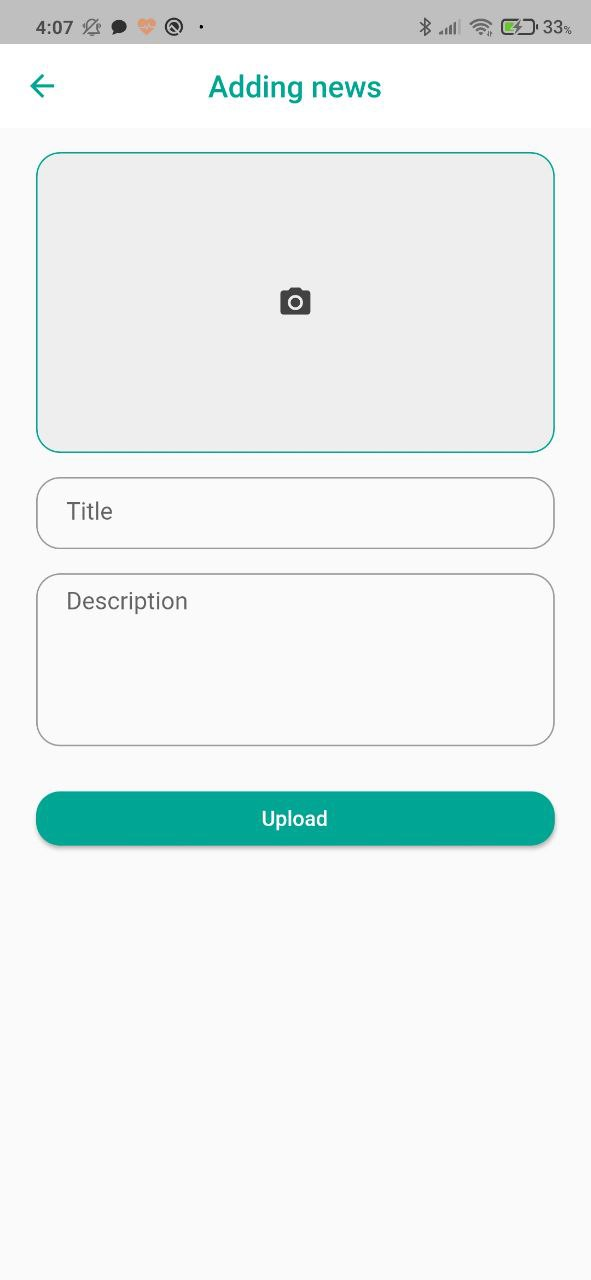 4:07
33%
Adding news
Title
Description
Upload